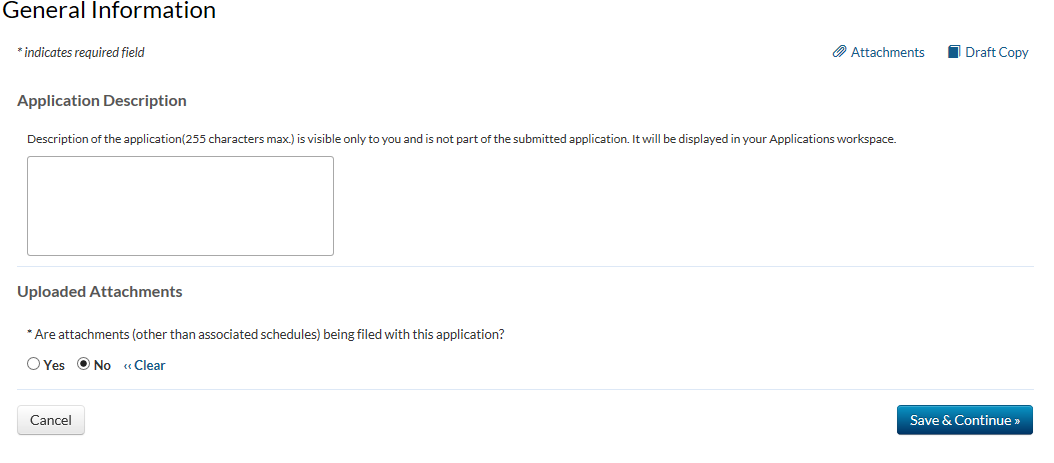 General Information
* indicates required field
Attachments
Draft Copy
Application Description
Description of the application(255 characters max.) is visible only to you and is not part of the submitted application. It will be displayed in your Applications workspace.
Uploaded Attachments
* Are attachments (other than associated schedules) being filed with this application?
Yes No ‹‹ Clear
Cancel
Save & Continue »